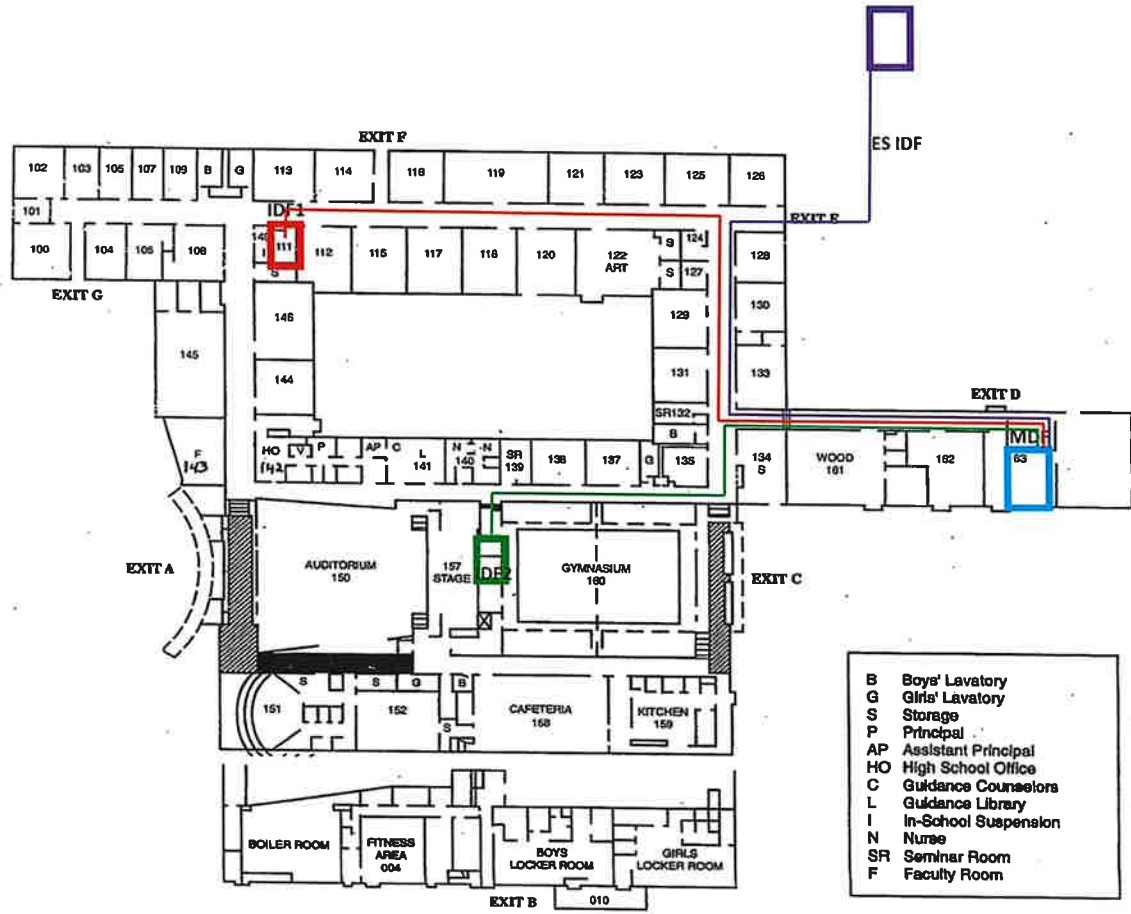 ES IDF
EXIT F
102
103
105
107
109
B
G
113
114
118
119
121
123
125
126
101
IDF1
EXIT E
100
104
106
108
111
112
115
117
118
120
122
ART
S
S
124
127
128
EXIT G
146
129
130
145
144
131
133
EXIT D
SR132
B
MDF
F
143
HO
142
V
P
AP
C
L
141
N
N
148
SR
139
136
137
G
135
134
S
WOOD
161
162
63
EXIT A
AUDITORIUM
150
157
STAGE
IDF2
GYMNASIUM
160
EXIT C
S
S
G
B
151
152
S
CAFETERIA
158
KITCHEN
159
BOILER ROOM
FITNESS
AREA
004
BOYS
LOCKER ROOM
GIRLS
LOCKER ROOM
EXIT B
010
B Boys' Lavatory
G Girls' Lavatory
S Storage
P Principal
AP Assistant Principal
HO High School Office
C Guidance Counselors
L Guidance Library
I In-School Suspension
N Nurse
SR Seminar Room
F Faculty Room